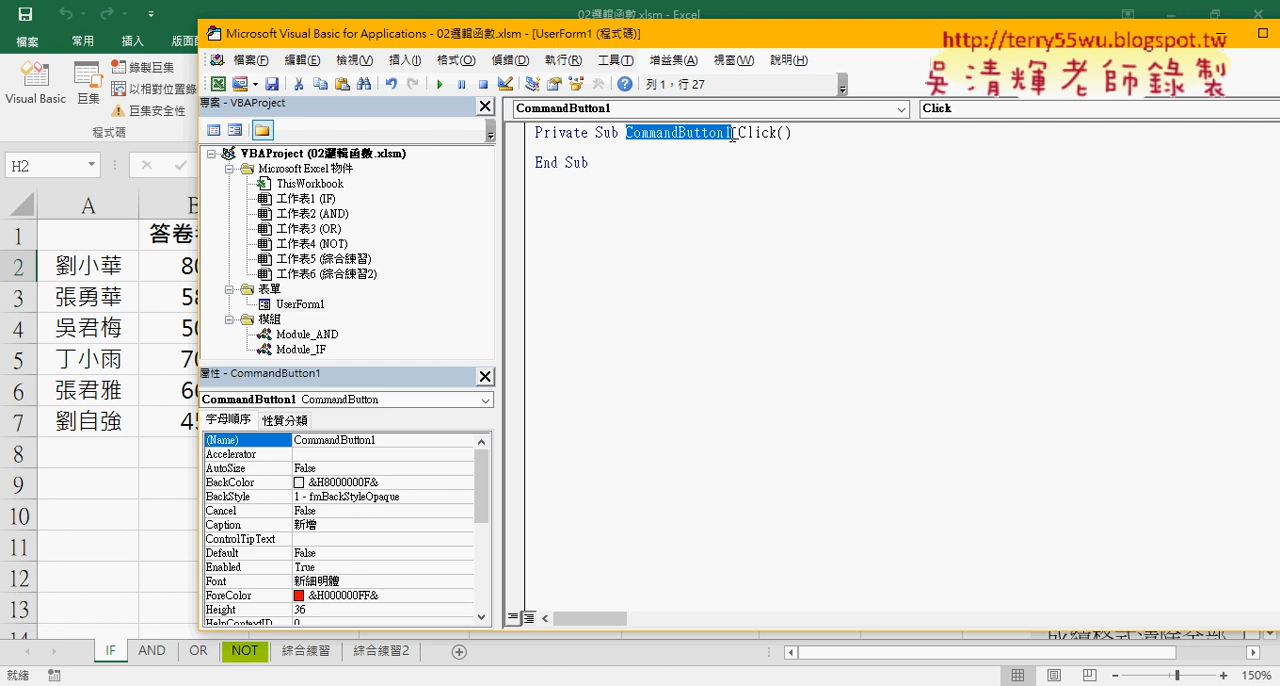 02邏輯函數.xlsm - Excel
Microsoft Visual Basic for Applications - 02邏輯函數.xlsm - [UserForm1 (程式碼)]
http://terry55wu.blogspot.tw
吳清輝老師錄製
檔案 常用 插入 版面
檔案(F) 編輯(E) 檢視(V) 插入(I) 格式(O) 偵錯(D) 執行(R) 工具(T) 增益集(A) 視窗(W) 說明(H)
列 1，行 27
Visual Basic 巨集
錄製巨集
以相對位置錄
巨集安全性
程式碼
專案 - VBAProject
CommandButton1 Click
Private Sub CommandButton1_Click()
End Sub
VBAProject (02邏輯函數.xlsm)
Microsoft Excel 物件
ThisWorkbook
工作表1 (IF)
工作表2 (AND)
工作表3 (OR)
工作表4 (NOT)
工作表5 (綜合練習)
工作表6 (綜合練習2)
表單
UserForm1
模組
Module_AND
Module_IF
屬性 - CommandButton1
CommandButton1 CommandButton
字母順序 性質分類
(Name) CommandButton1
Accelerator
AutoSize False
BackColor &H8000000F&
BackStyle 1 - fmBackStyleOpaque
Cancel False
Caption 新增
ControlTipText
Default False
Enabled True
Font 新細明體
ForeColor &H000000FF&
Height 36
HelpContextID 0
H2
A
1 答卷
2 劉小華
3 張勇華
4 吳君梅
5 丁小雨
6 張君雅
7 劉自強
8
9
10
11
12
13
14
IF AND OR NOT 綜合練習 綜合練習2
就緒
150%